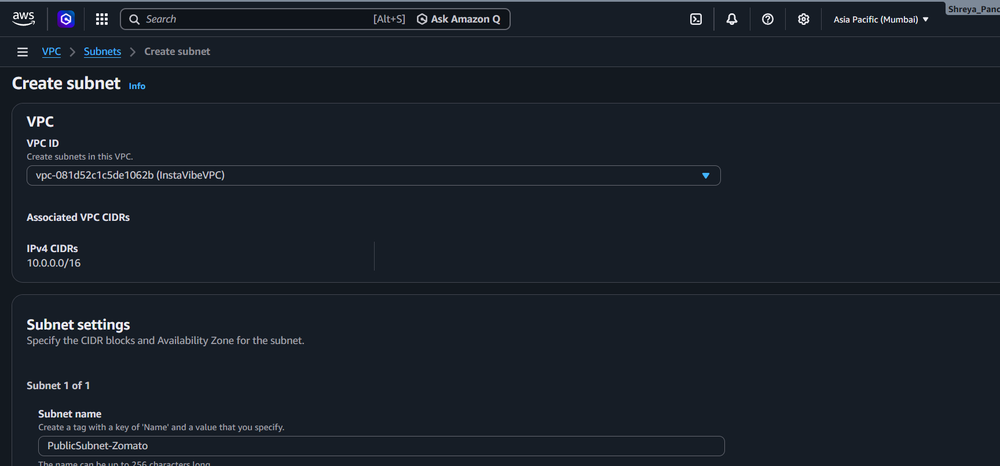 aws
Search [Alt+S] Ask Amazon Q
Asia Pacific (Mumbai)
VPC Subnets Create subnet
Create subnet Info
VPC
VPC ID
Create subnets in this VPC.
vpc-081d52c1c5de1062b (InstaVibeVPC)
Associated VPC CIDRs
IPv4 CIDRs
10.0.0.0/16
Subnet settings
Specify the CIDR blocks and Availability Zone for the subnet.
Subnet 1 of 1
Subnet name
Create a tag with a key of 'Name' and a value that you specify.
PublicSubnet-Zomato
The name can be up to 256 characters long.